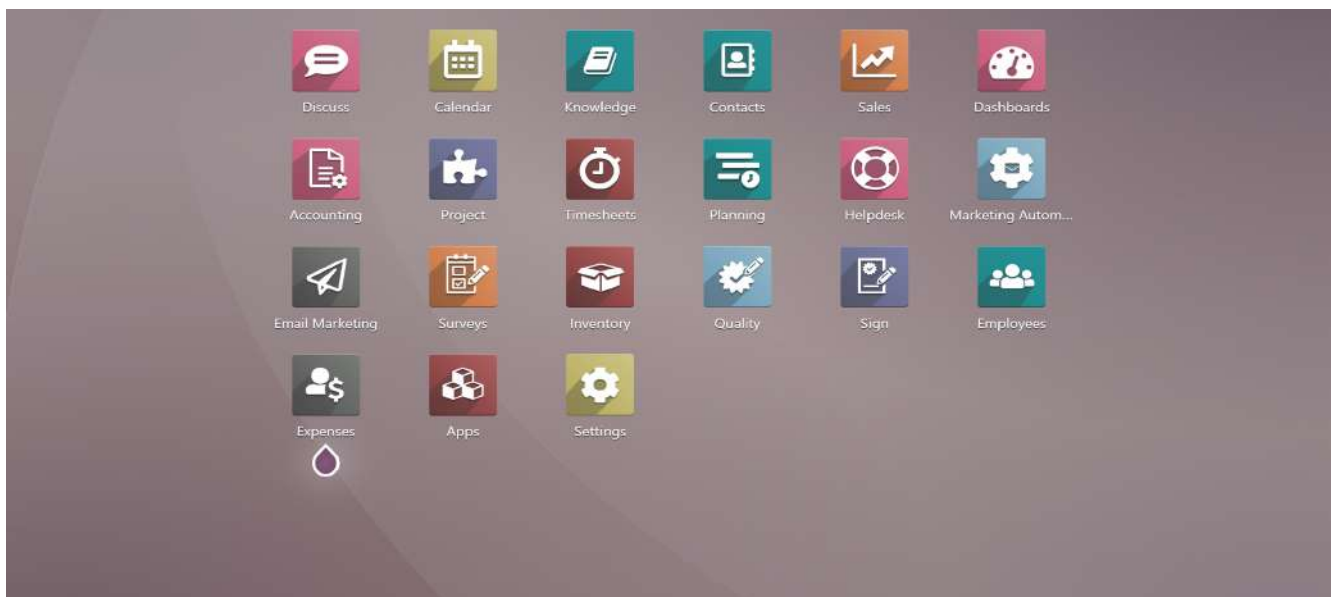 Discuss Calendar Knowledge Contacts Sales Dashboards
Accounting Project Timesheets Planning Helpdesk Marketing Autom...
Email Marketing Surveys Inventory Quality Sign Employees
Expenses Apps Settings